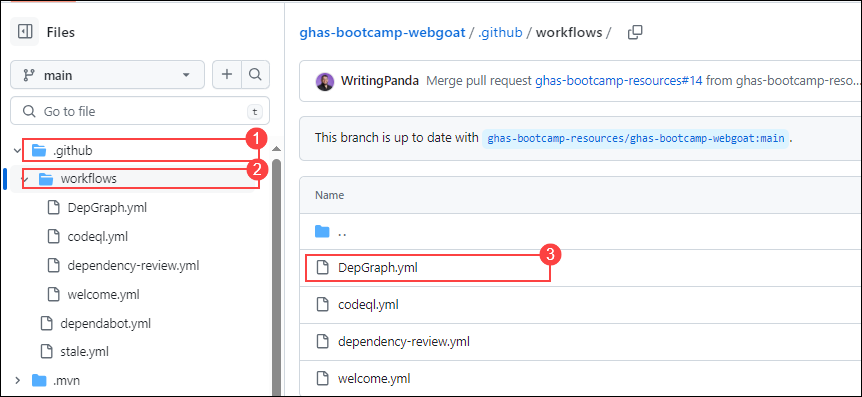 Files
main
Go to file
t
.github
1
workflows
2
DepGraph.yml
codeql.yml
dependency-review.yml
welcome.yml
dependabot.yml
stale.yml
.mvn
ghas-bootcamp-webgoat / .github / workflows /
WritingPanda Merge pull request ghas-bootcamp-resources#14 from ghas-bootcamp-reso...
This branch is up to date with ghas-bootcamp-resources/ghas-bootcamp-webgoat:main .
Name
..
DepGraph.yml
3
codeql.yml
dependency-review.yml
welcome.yml